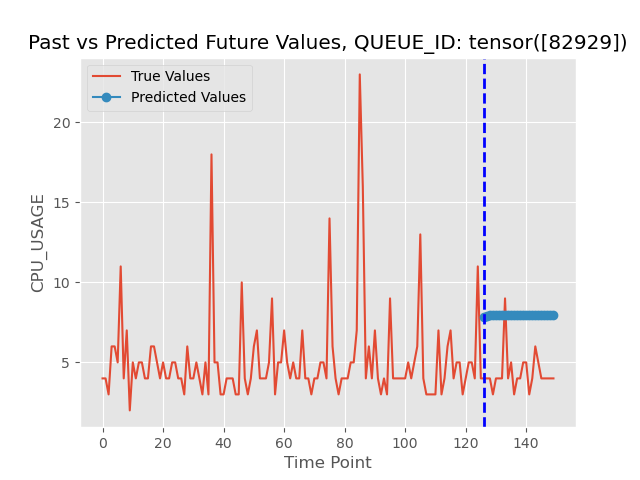 Past vs Predicted Future Values, QUEUE_ID: tensor([82929])
True Values
Predicted Values
CPU_USAGE
20
15
10
5
0 20 40 60 80 100 120 140
Time Point